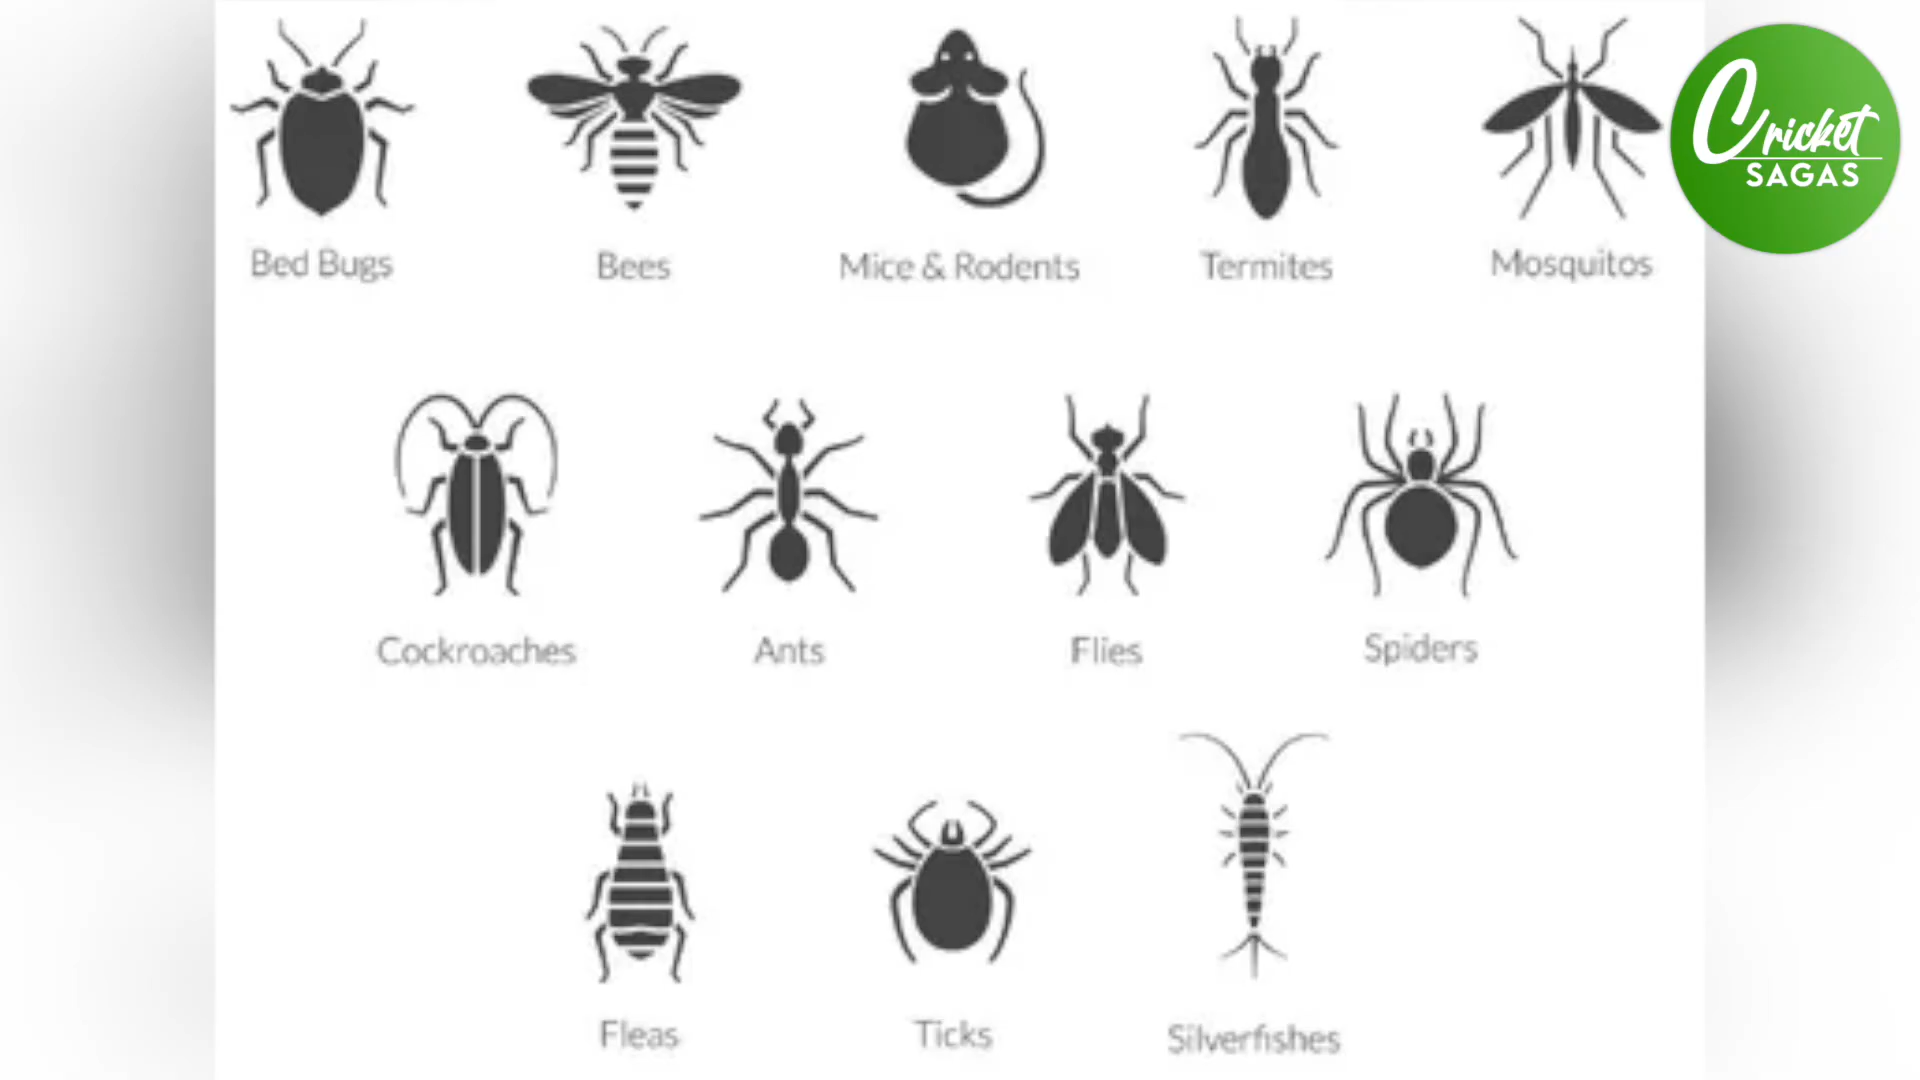 Cricket
SAGAS
Bed Bugs
Bees
Mice & Rodents
Termites
Mosquitos
Cockroaches
Ants
Flies
Spiders
Fleas
Ticks
Silverfishes